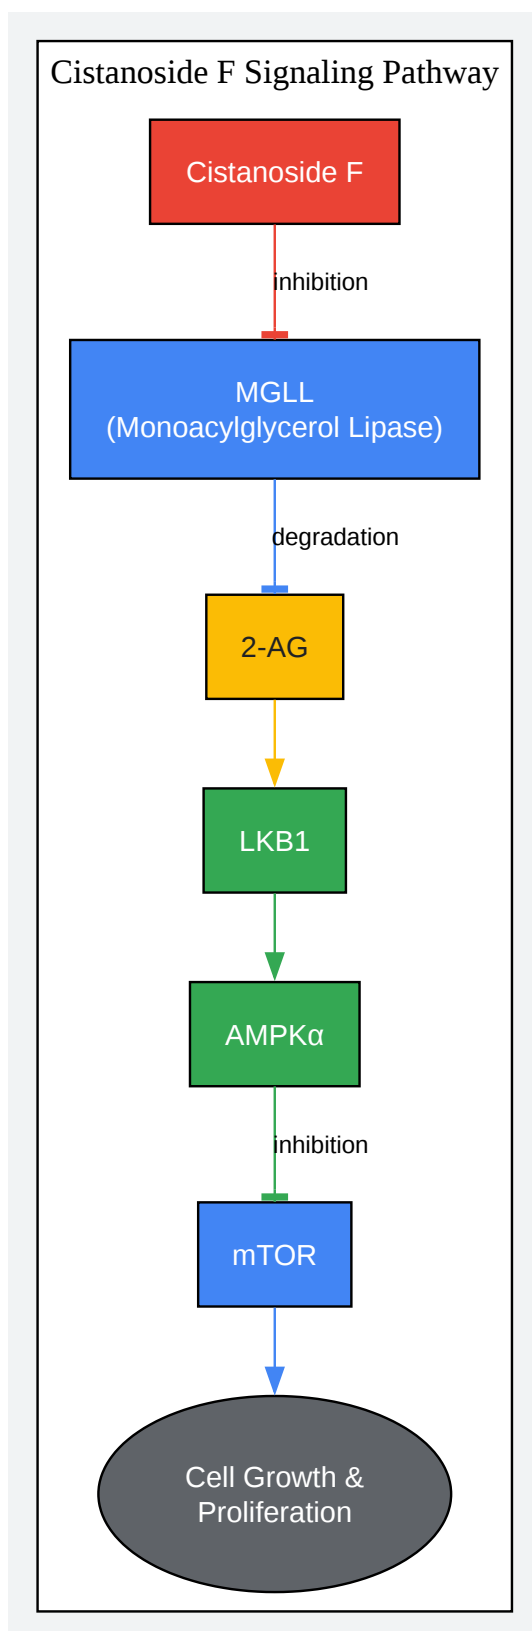 Cistanoside F Signaling Pathway
Cistanoside F
inhibition
MGLL
(Monoacylglycerol Lipase)
degradation
2-AG
LKB1
AMPKα
inhibition
mTOR
Cell Growth &
Proliferation